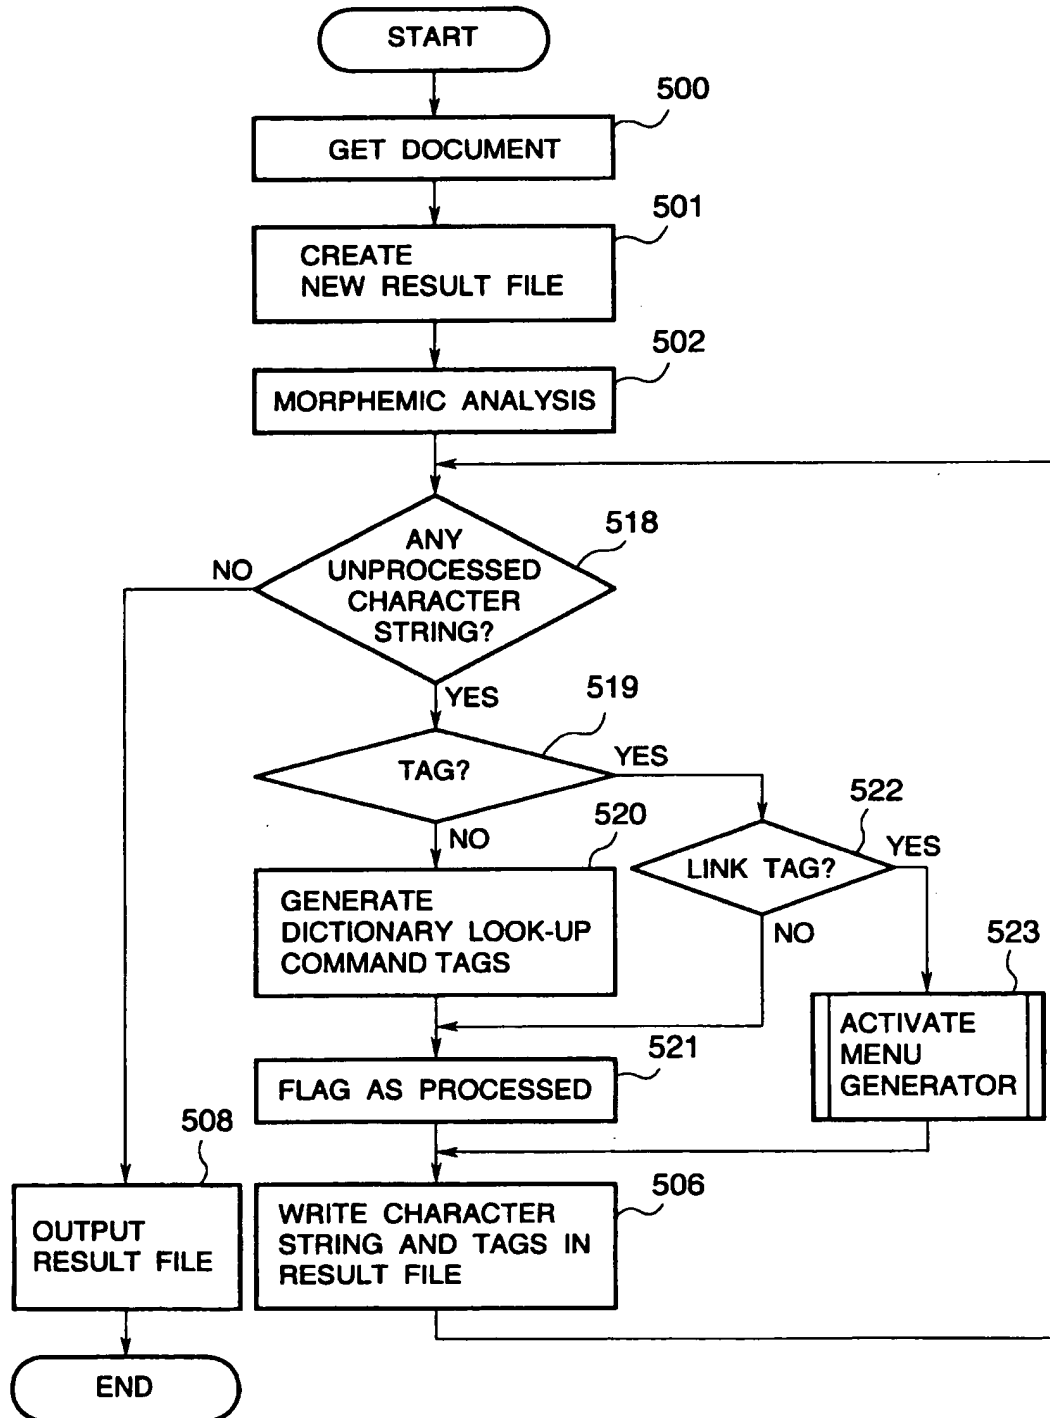 START
500
GET DOCUMENT
501
CREATE
NEW RESULT FILE
502
MORPHEMIC ANALYSIS
518
ANY
UNPROCESSED
CHARACTER
STRING?
NO
YES
519
TAG?
YES
NO
522
LINK TAG?
YES
NO
520
GENERATE
DICTIONARY LOOK-UP
COMMAND TAGS
523
ACTIVATE
MENU
GENERATOR
521
FLAG AS PROCESSED
508
OUTPUT
RESULT FILE
506
WRITE CHARACTER
STRING AND TAGS IN
RESULT FILE
END